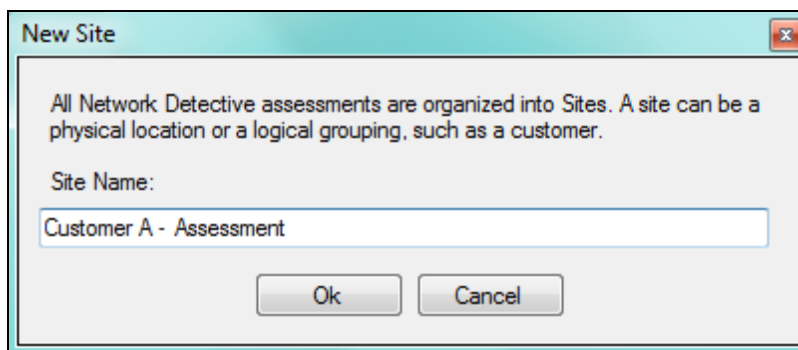 New Site
All Network Detective assessments are organized into Sites. A site can be a
physical location or a logical grouping, such as a customer.
Site Name:
Customer A - Assessment
Ok Cancel